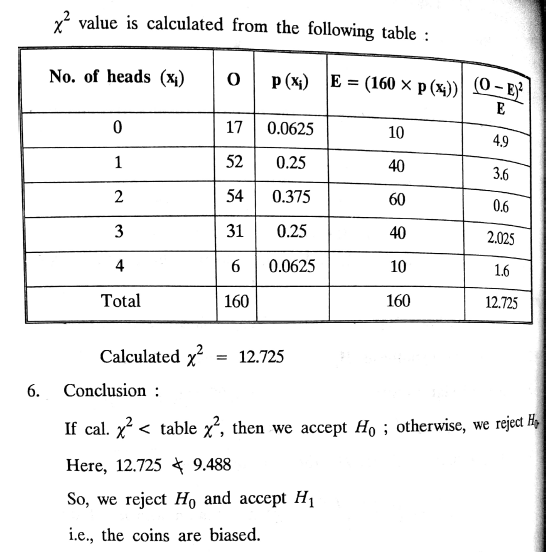 χ² value is calculated from the following table :
No. of heads (xᵢ) O p (xᵢ) E = (160 × p (xᵢ)) (O – E)²/E
0 17 0.0625 10 4.9
1 52 0.25 40 3.6
2 54 0.375 60 0.6
3 31 0.25 40 2.025
4 6 0.0625 10 1.6
Total 160 160 12.725
Calculated χ² = 12.725
6. Conclusion :
If cal. χ² < table χ², then we accept H₀ ; otherwise, we reject H₀.
Here, 12.725 ≮ 9.488
So, we reject H₀ and accept H₁
i.e., the coins are biased.